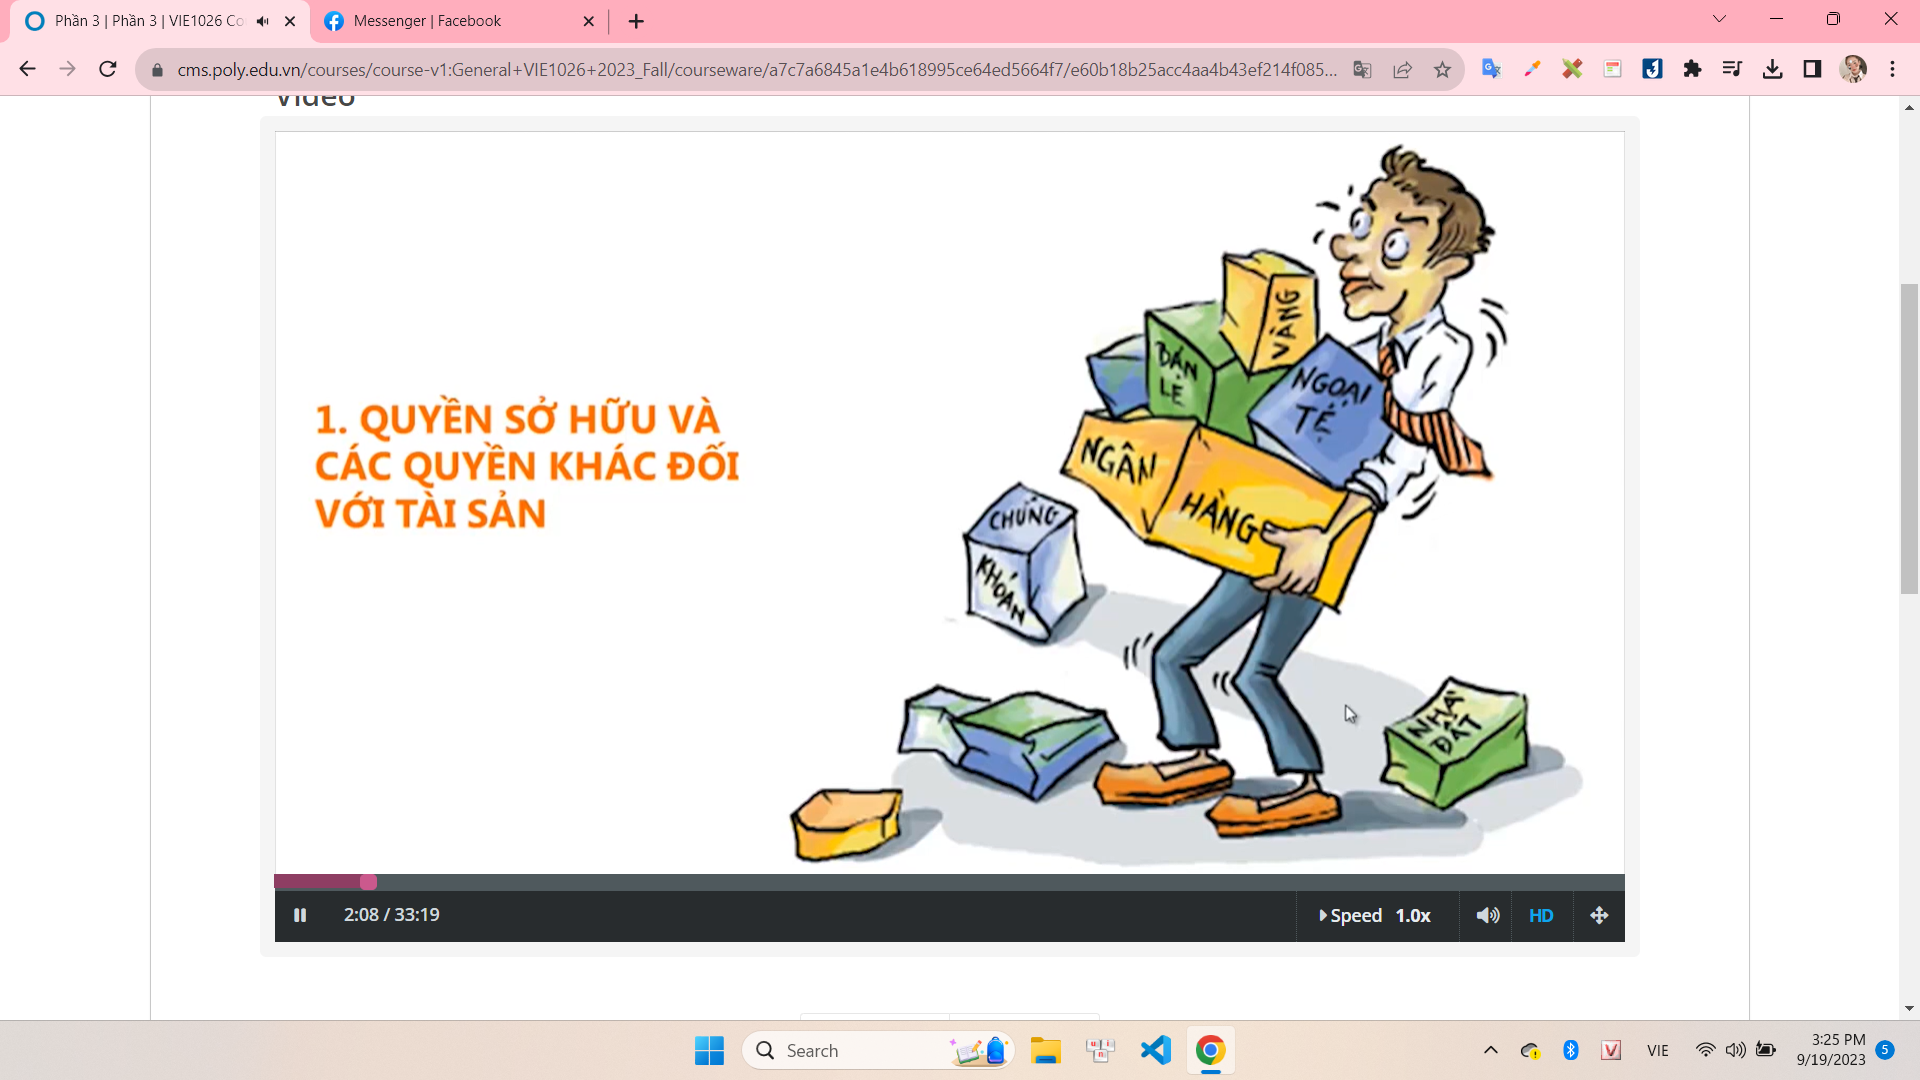 Phần 3 | Phần 3 | VIE1026 Co
Messenger | Facebook
cms.poly.edu.vn/courses/course-v1:General+VIE1026+2023_Fall/courseware/a7c7a6845a1e4b618995ce64ed5664f7/e60b18b25acc4aa4b43ef214f085...
Video
1. QUYỀN SỞ HỮU VÀ
CÁC QUYỀN KHÁC ĐỐI
VỚI TÀI SẢN
VÀNG
BÁN
LẺ
NGOẠI
TỆ
NGÂN
HÀNG
CHỨNG
KHOÁN
NHÀ
ĐẤT
2:08 / 33:19
Speed 1.0x
HD
Search
VIE
3:25 PM
9/19/2023
5